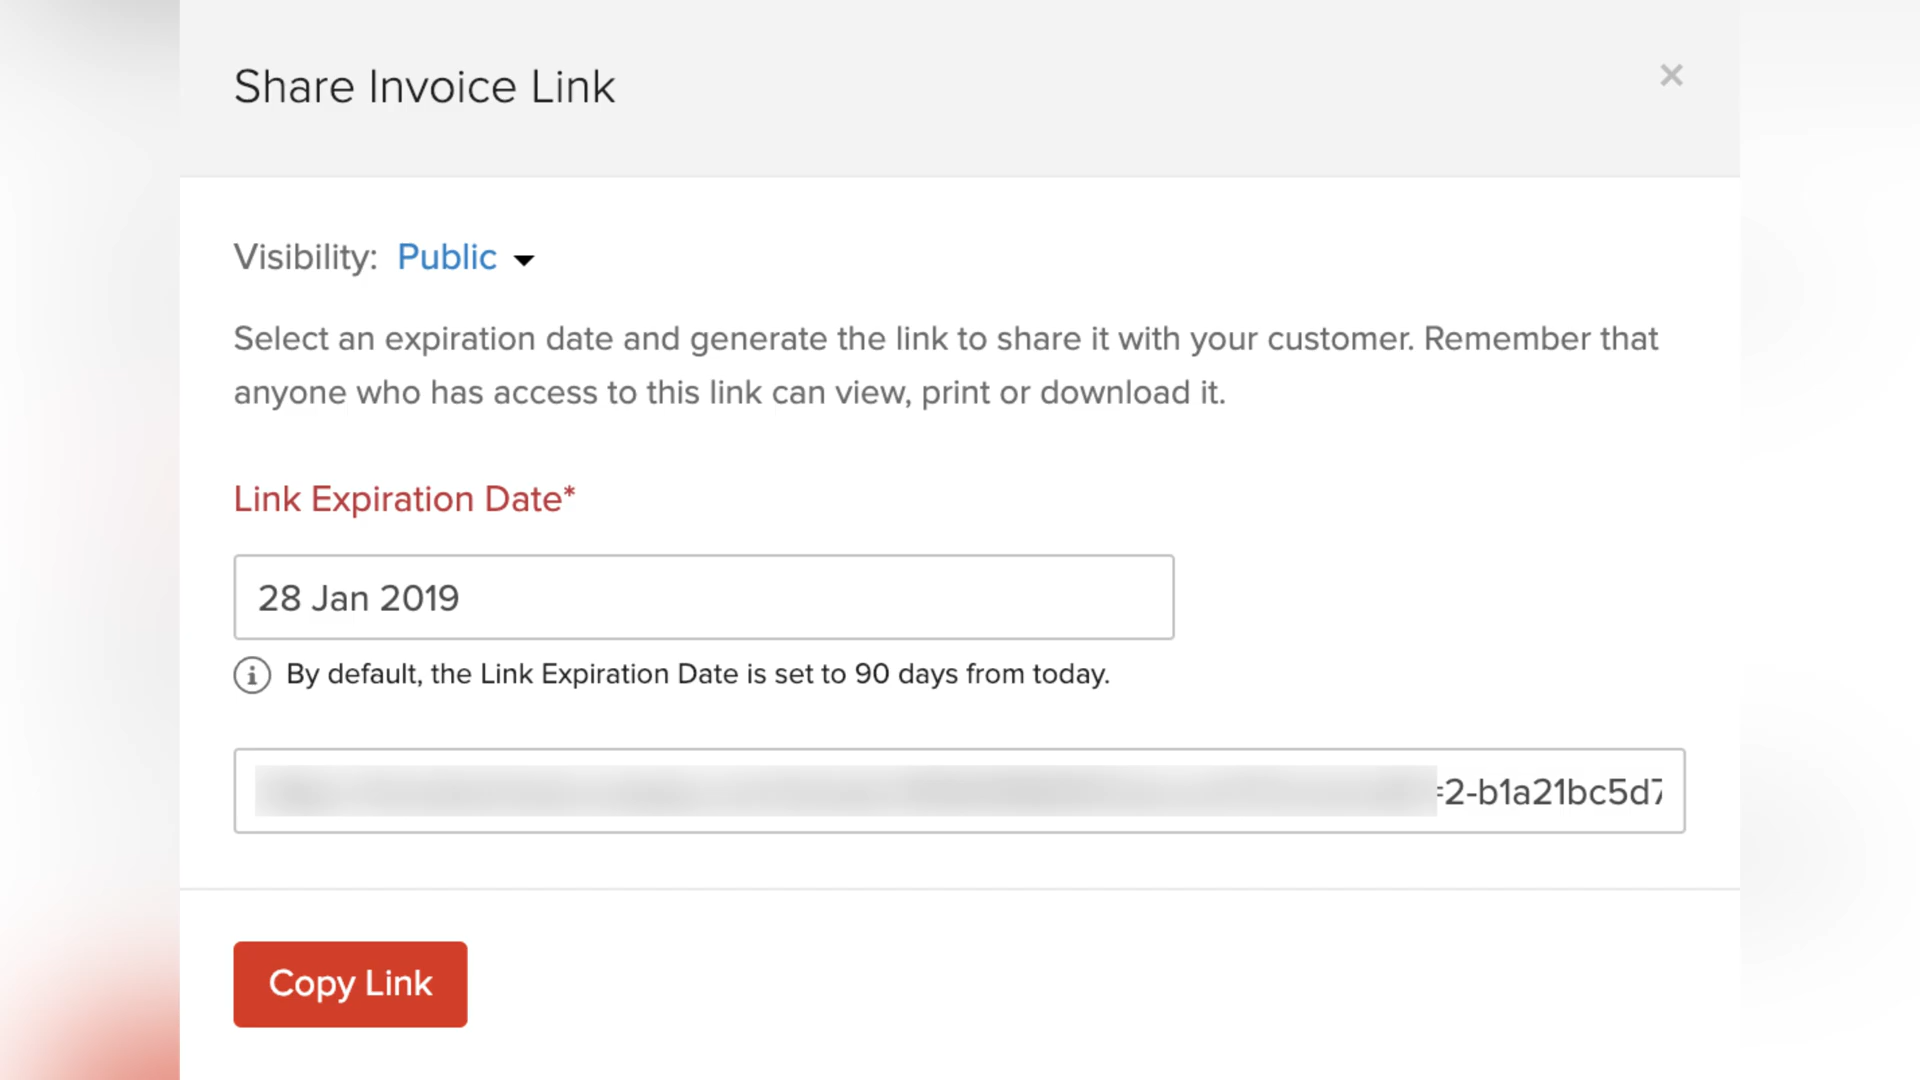 Share Invoice Link
×
Visibility: Public
Select an expiration date and generate the link to share it with your customer. Remember that
anyone who has access to this link can view, print or download it.
Link Expiration Date*
28 Jan 2019
By default, the Link Expiration Date is set to 90 days from today.
=2-b1a21bc5d7
Copy Link